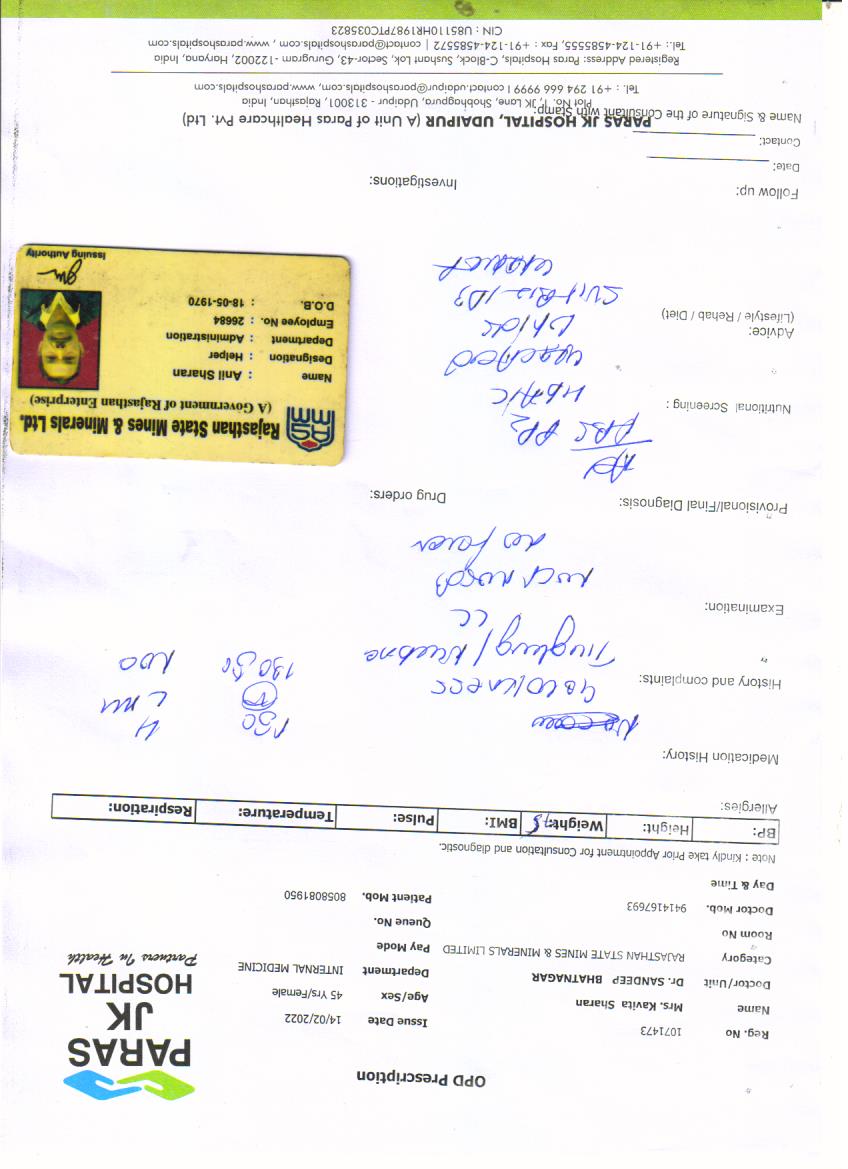 PARAS
JK
HOSPITAL
Partners In Health
OPD Prescription
Reg. No 1071473 Issue Date 14/02/2022
Name Mrs. Kavita Sharan Age/Sex 45 Yrs/Female
Doctor/Unit Dr. SANDEEP BHATNAGAR Department INTERNAL MEDICINE
Category RAJASTHAN STATE MINES & MINERALS LIMITED Pay Mode
Room No Queue No.
Doctor Mob. 9414167693 Patient Mob. 8058081950
Day & Time
Note : Kindly take Prior Appointment for Consultation and diagnostic.
BP: Height: Weight: BMI: Pulse: Temperature: Respiration:
Allergies:
Medication History:
130
History and complaints:
Tingling /
130, 80
Examination:
no fever
Provisional/Final Diagnosis: Drug orders:
Nutritional Screening :
HbA1C
Advice:
(Lifestyle / Rehab / Diet)
Rajasthan State Mines & Minerals Ltd.
(A Government of Rajasthan Enterprise)
RSMM
Name : Anil Sharan
Designation : Helper
Department : Administration
Employee No. : 26684
D.O.B. : 18-05-1970
Issuing Authority
Follow up: Investigations:
Date:
Contact:
Name & Signature of the Consultant with Stamp:
PARAS JK HOSPITAL, UDAIPUR (A Unit of Paras Healthcare Pvt. Ltd)
Plot No. 1, JK Lane, Shobhagpura, Udaipur - 313001, Rajasthan, India
Tel. : +91 294 666 9999 I contact.udaipur@parashospitals.com, www.parashospitals.com
Registered Address: Paras Hospitals, C-Block, Sushant Lok, Sector-43, Gurugram -122002, Haryana, India
Tel.: +91-124-4585555, Fax : +91-124-4585572 | contact@parashospitals.com , www.parashospitals.com
CIN : U85110HR1987PTC035823